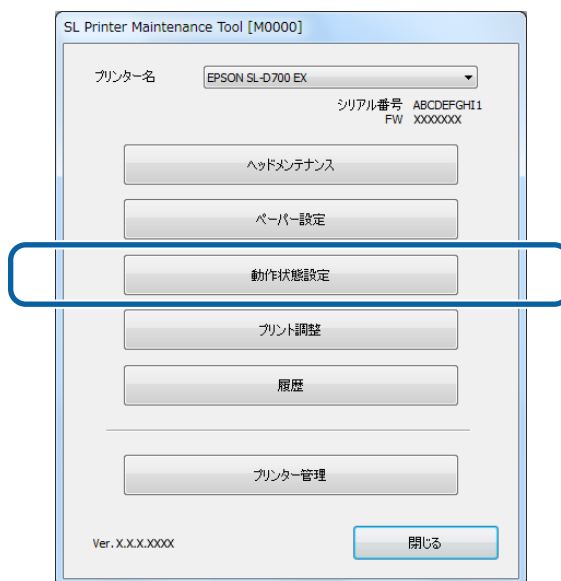 SL Printer Maintenance Tool [M0000]
プリンター名 EPSON SL-D700 EX
シリアル番号 ABCDEFGHI1
FW XXXXXXX
ヘッドメンテナンス
ペーパー設定
動作状態設定
プリント調整
履歴
プリンター管理
Ver. X.X.X.XXXX 閉じる